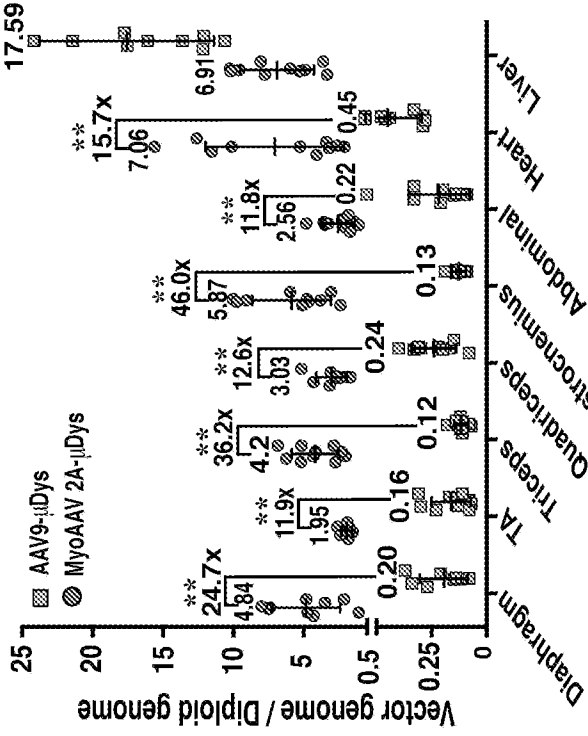 AAV9-μDys
MyoAAV 2A-μDys
Vector genome / Diploid genome
25
20
15
10
5
0.5
0.25
0
**
24.7x
4.84
0.20
**
11.9x
1.95
0.16
**
36.2x
4.2
0.12
**
12.6x
3.03
0.24
**
46.0x
5.87
0.13
**
11.8x
2.56
0.22
**
15.7x
7.06
0.45
6.91
17.59
Diaphragm
TA
Triceps
Quadriceps
strocnemius
Abdominal
Heart
Liver